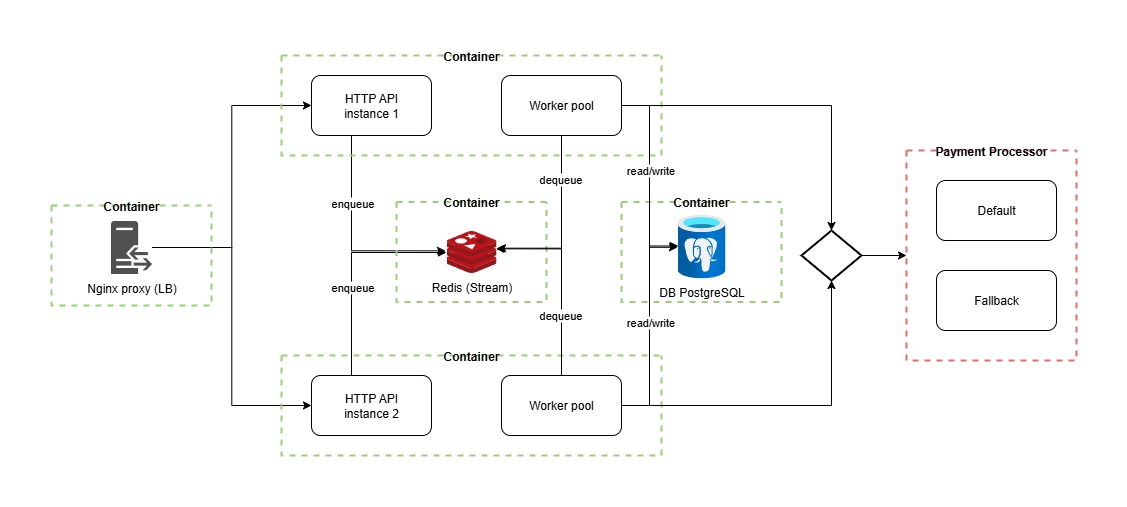 Container
HTTP API
instance 1
Worker pool
dequeue
read/write
enqueue
Container
Nginx proxy (LB)
Container
Redis (Stream)
Container
DB PostgreSQL
Payment Processor
Default
Fallback
enqueue
dequeue
read/write
Container
HTTP API
instance 2
Worker pool